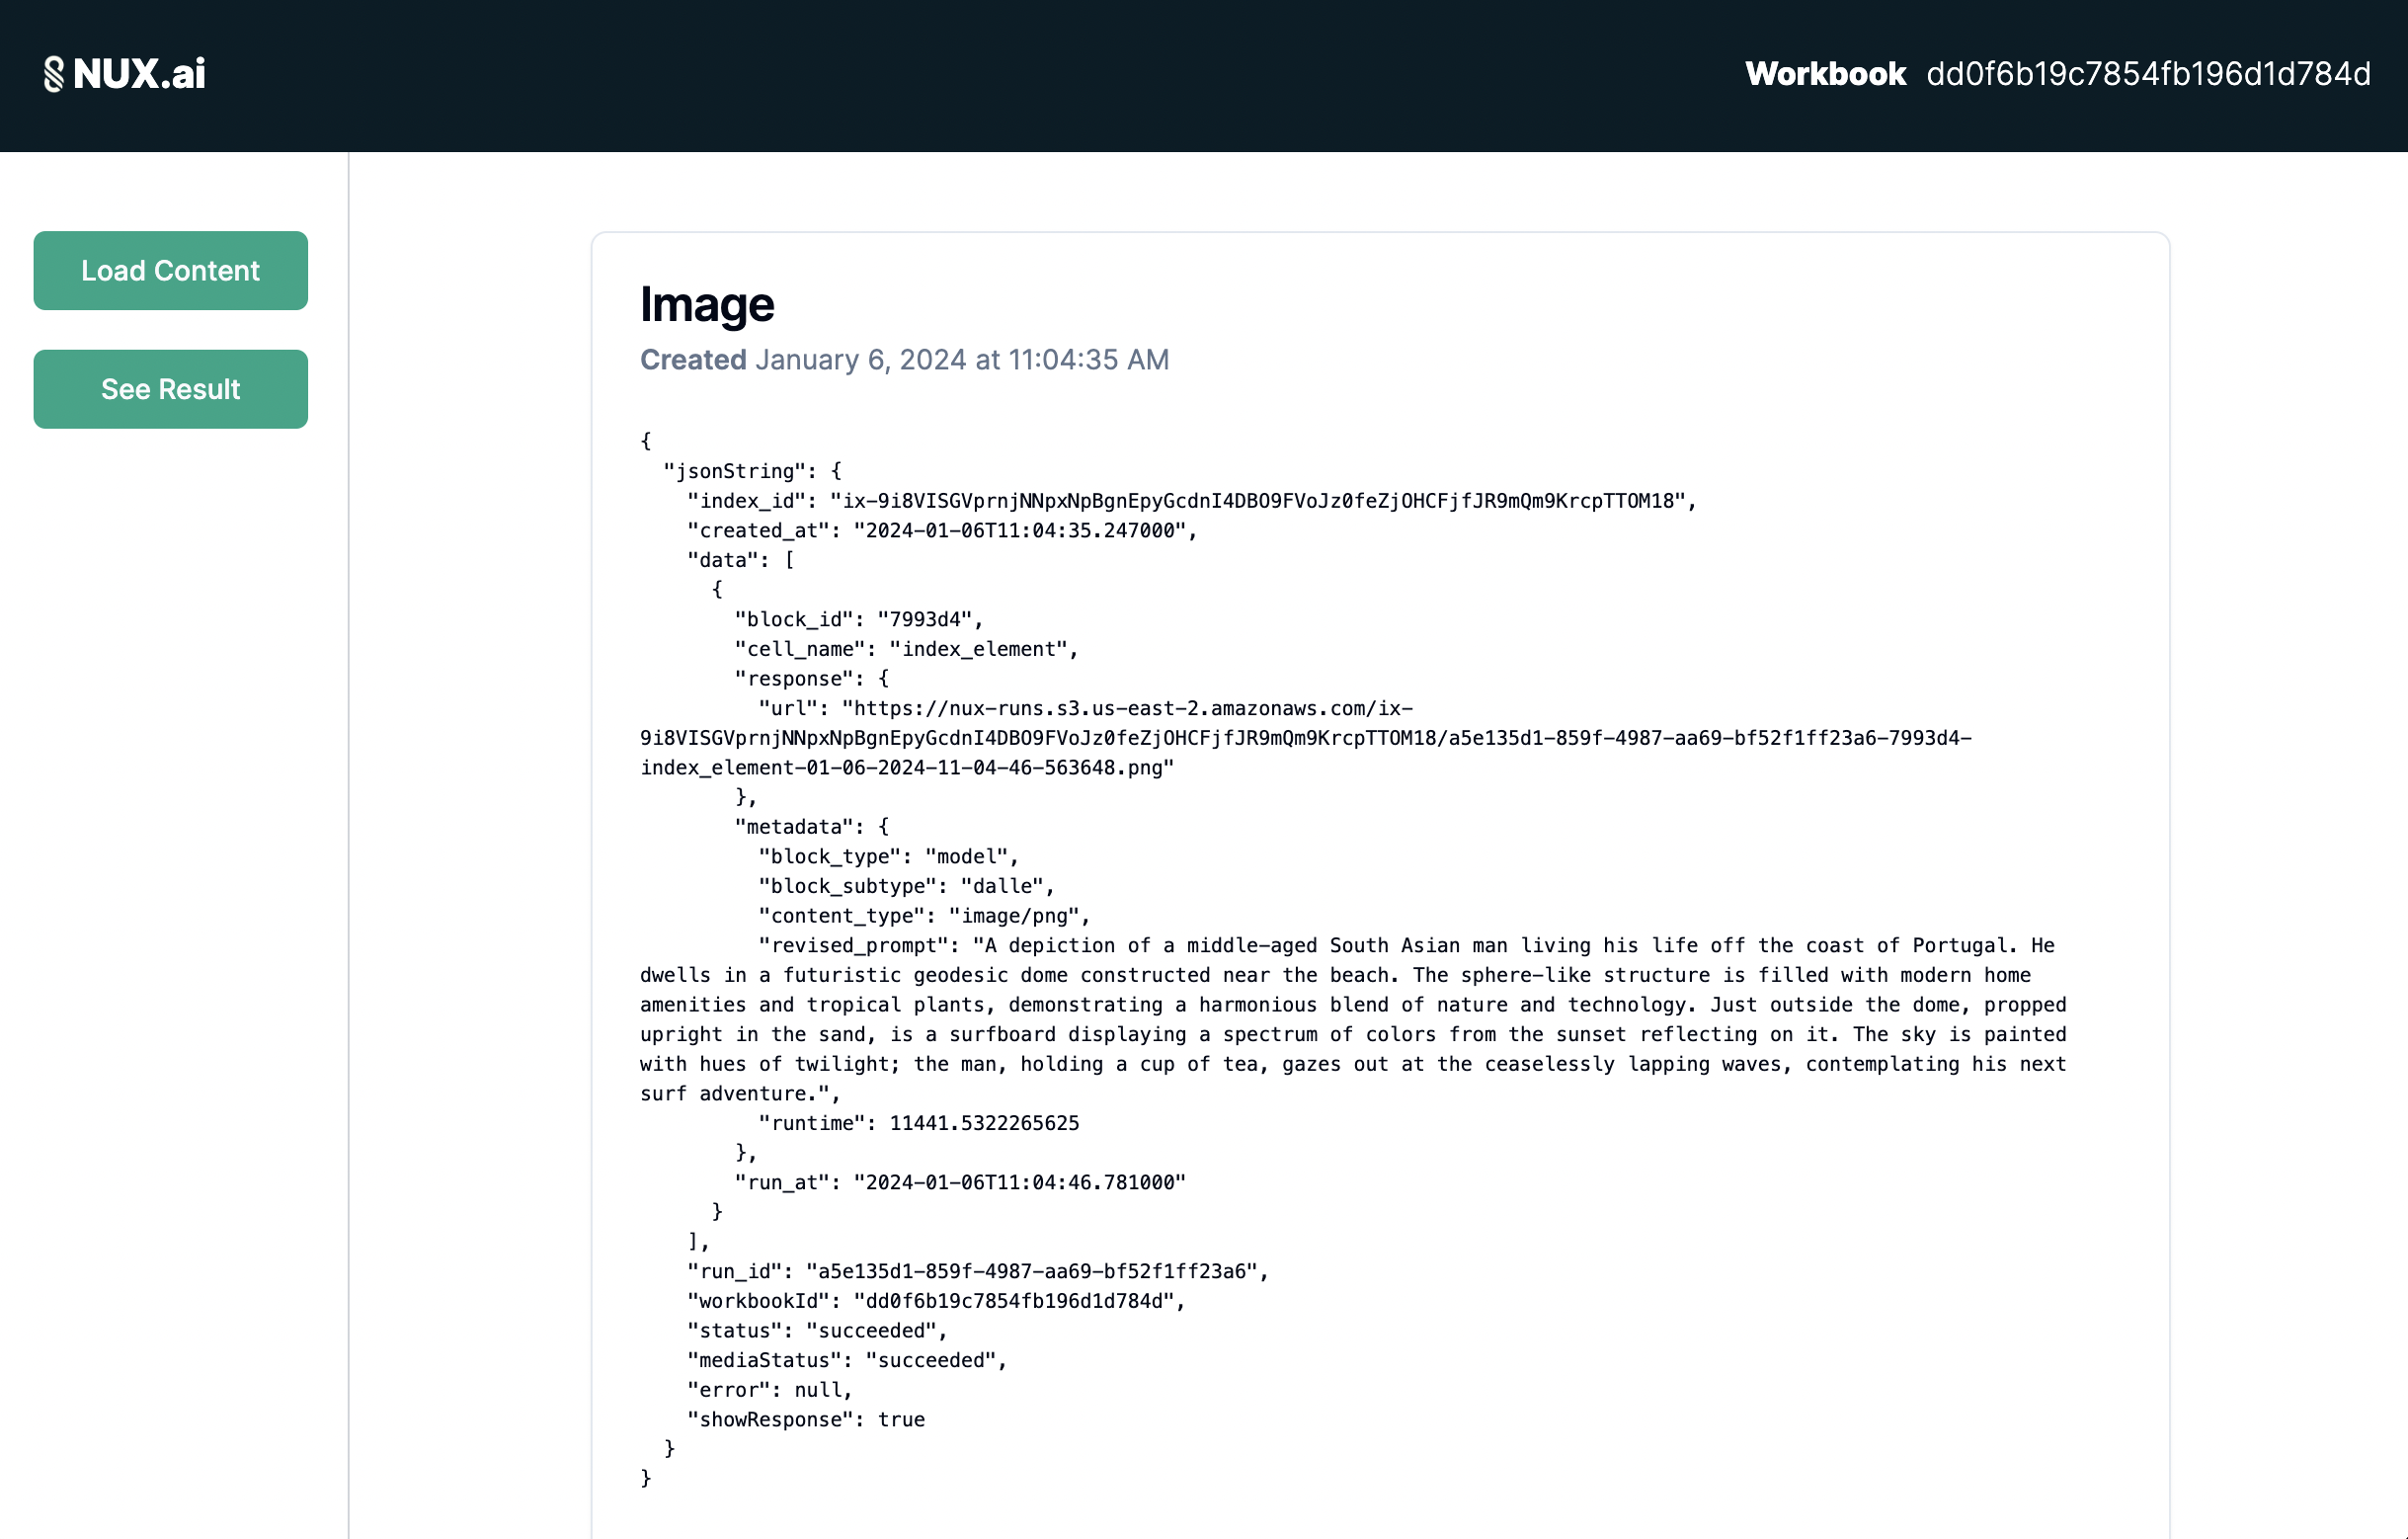 NUX.ai
Workbook dd0f6b19c7854fb196d1d784d
Load Content
See Result
Image
Created January 6, 2024 at 11:04:35 AM
{
  "jsonString": {
    "index_id": "ix-9i8VISGVprnjNNpxNpBgnEpyGcdnI4DBO9FVoJz0feZjOHCFjfJR9mQm9KrcpTTOM18",
    "created_at": "2024-01-06T11:04:35.247000",
    "data": [
      {
        "block_id": "7993d4",
        "cell_name": "index_element",
        "response": {
          "url": "https://nux-runs.s3.us-east-2.amazonaws.com/ix-
9i8VISGVprnjNNpxNpBgnEpyGcdnI4DBO9FVoJz0feZjOHCFjfJR9mQm9KrcpTTOM18/a5e135d1-859f-4987-aa69-bf52f1ff23a6-7993d4-
index_element-01-06-2024-11-04-46-563648.png"
        },
        "metadata": {
          "block_type": "model",
          "block_subtype": "dalle",
          "content_type": "image/png",
          "revised_prompt": "A depiction of a middle-aged South Asian man living his life off the coast of Portugal. He
dwells in a futuristic geodesic dome constructed near the beach. The sphere-like structure is filled with modern home
amenities and tropical plants, demonstrating a harmonious blend of nature and technology. Just outside the dome, propped
upright in the sand, is a surfboard displaying a spectrum of colors from the sunset reflecting on it. The sky is painted
with hues of twilight; the man, holding a cup of tea, gazes out at the ceaselessly lapping waves, contemplating his next
surf adventure.",
          "runtime": 11441.5322265625
        },
        "run_at": "2024-01-06T11:04:46.781000"
      }
    ],
    "run_id": "a5e135d1-859f-4987-aa69-bf52f1ff23a6",
    "workbookId": "dd0f6b19c7854fb196d1d784d",
    "status": "succeeded",
    "mediaStatus": "succeeded",
    "error": null,
    "showResponse": true
  }
}